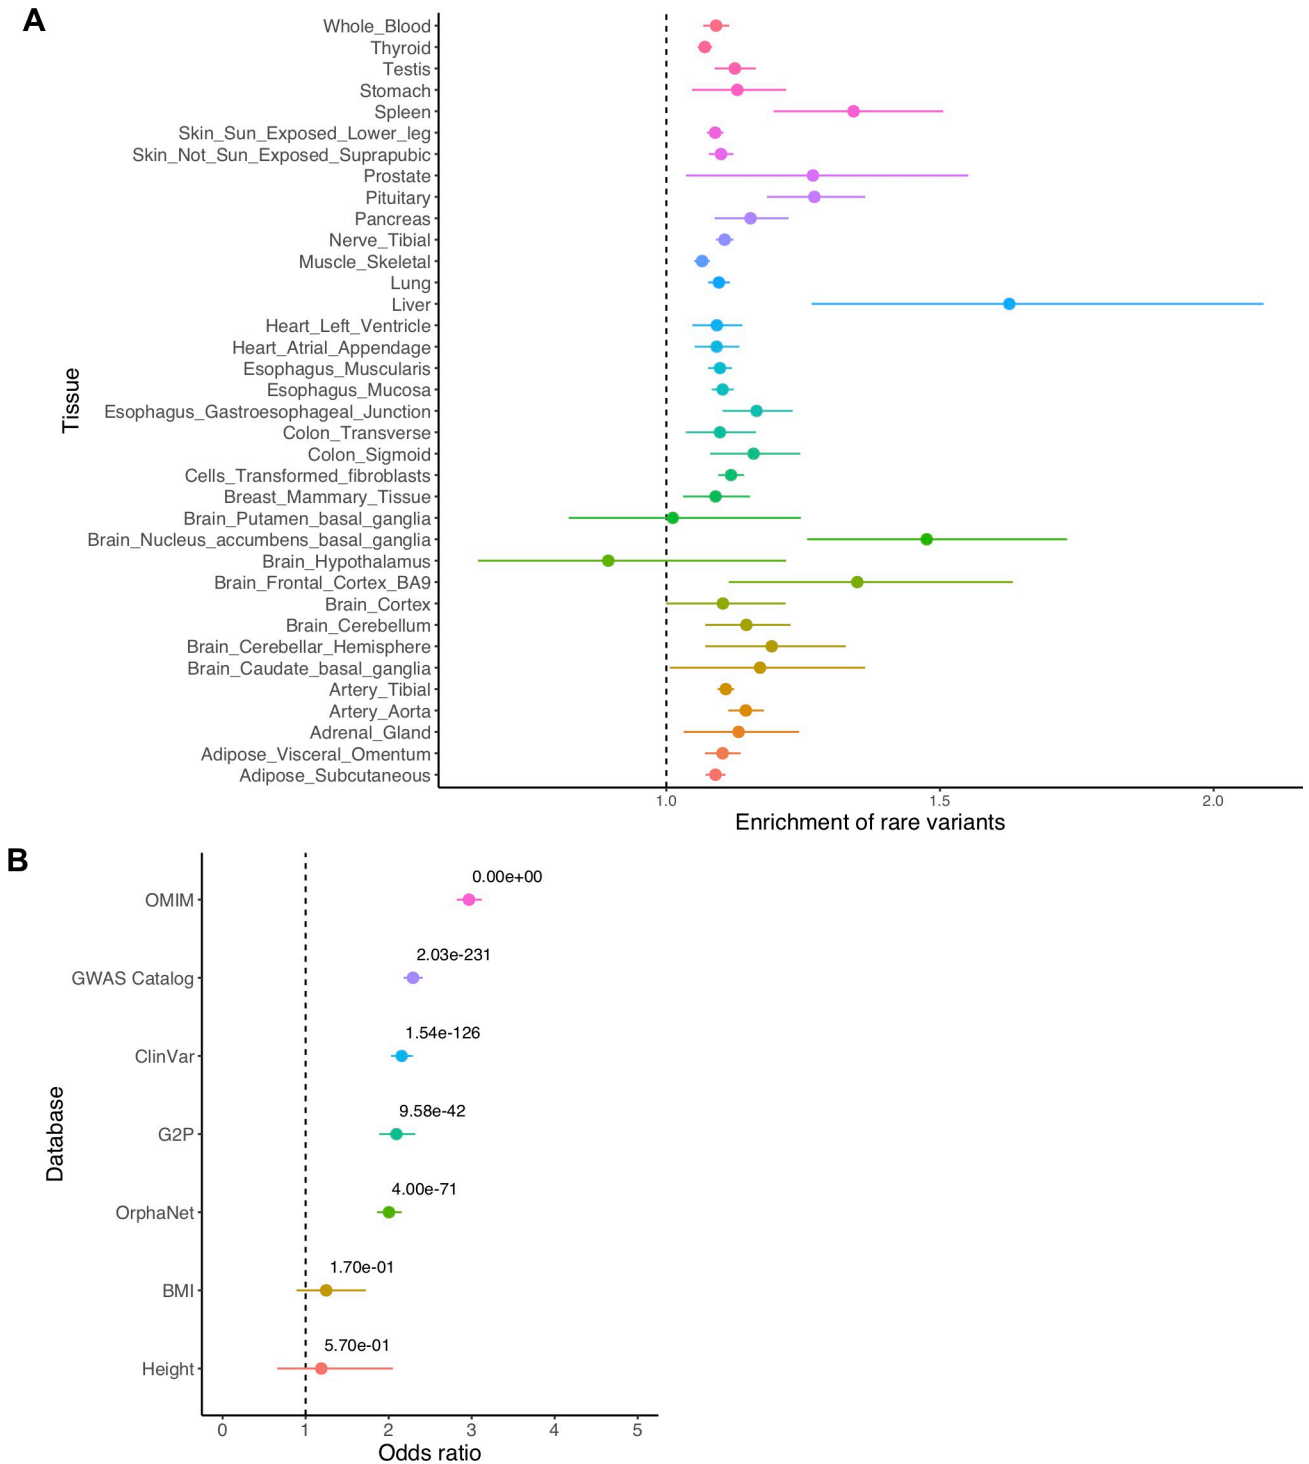 A
Tissue
Whole_Blood
Thyroid
Testis
Stomach
Spleen
Skin_Sun_Exposed_Lower_leg
Skin_Not_Sun_Exposed_Suprapubic
Prostate
Pituitary
Pancreas
Nerve_Tibial
Muscle_Skeletal
Lung
Liver
Heart_Left_Ventricle
Heart_Atrial_Appendage
Esophagus_Muscularis
Esophagus_Mucosa
Esophagus_Gastroesophageal_Junction
Colon_Transverse
Colon_Sigmoid
Cells_Transformed_fibroblasts
Breast_Mammary_Tissue
Brain_Putamen_basal_ganglia
Brain_Nucleus_accumbens_basal_ganglia
Brain_Hypothalamus
Brain_Frontal_Cortex_BA9
Brain_Cortex
Brain_Cerebellum
Brain_Cerebellar_Hemisphere
Brain_Caudate_basal_ganglia
Artery_Tibial
Artery_Aorta
Adrenal_Gland
Adipose_Visceral_Omentum
Adipose_Subcutaneous
1.0 1.5 2.0
Enrichment of rare variants
B
Database
0.00e+00
OMIM
2.03e-231
GWAS Catalog
1.54e-126
ClinVar
9.58e-42
G2P
4.00e-71
OrphaNet
1.70e-01
BMI
5.70e-01
Height
0 1 2 3 4 5
Odds ratio